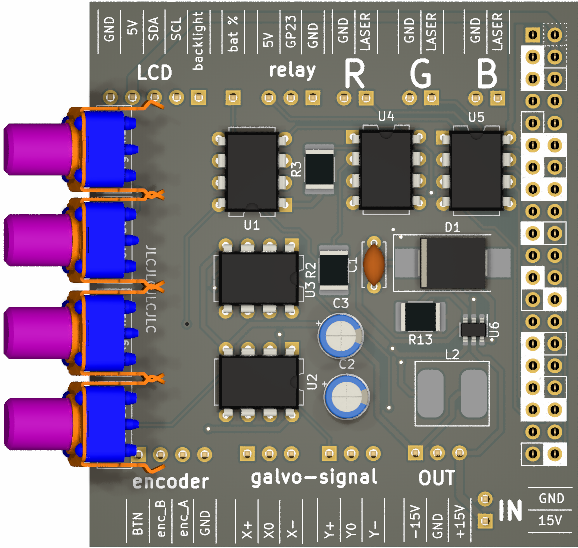 GND
5V
SDA
SCL
backlight
bat %
5V
GP23
GND
GND
LASER
GND
LASER
GND
LASER
LCD
relay
R
G
B
U4
U5
R3
U1
D1
C1
R2
U3
C3
R13
U6
C2
L2
U2
encoder
galvo-signal
OUT
IN
GND
15V
BTN
enc_B
enc_A
GND
X+
X0
X-
Y+
Y0
Y-
-15V
GND
+15V